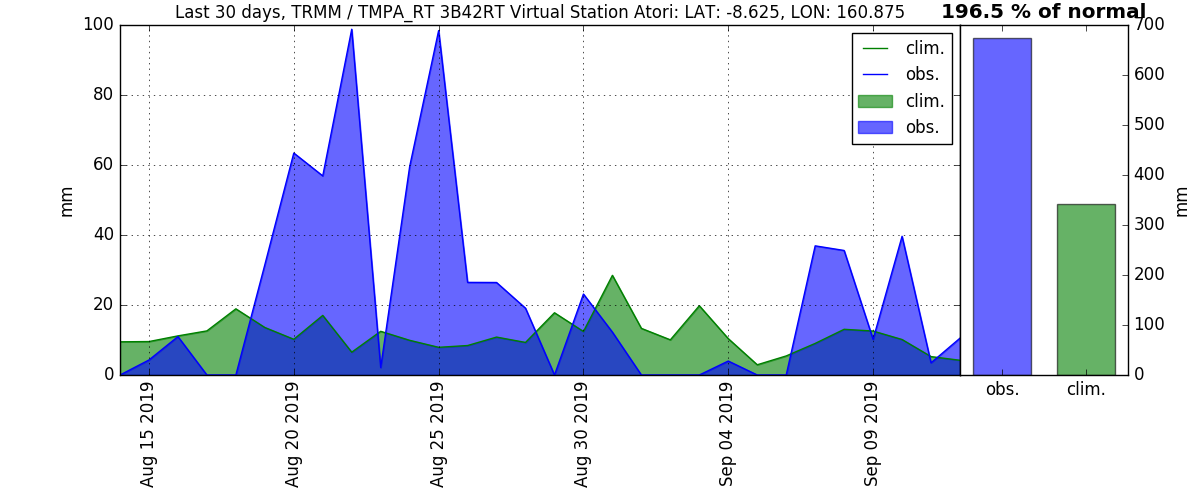 Last 30 days, TRMM / TMPA_RT 3B42RT Virtual Station Atori: LAT: -8.625, LON: 160.875
196.5 % of normal
100
80
60
40
20
0
mm
clim.
obs.
clim.
obs.
700
600
500
400
300
200
100
0
mm
Aug 15 2019
Aug 20 2019
Aug 25 2019
Aug 30 2019
Sep 04 2019
Sep 09 2019
obs.
clim.